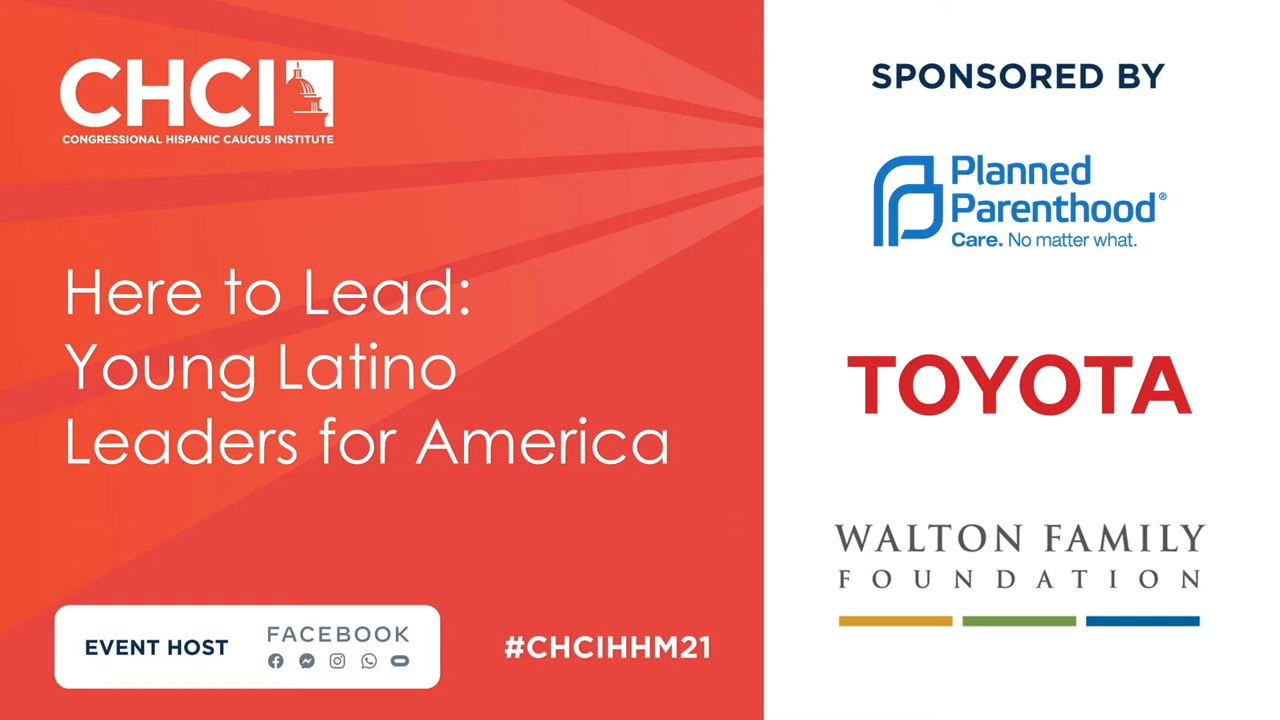 CHCI
CONGRESSIONAL HISPANIC CAUCUS INSTITUTE
Here to Lead:
Young Latino
Leaders for America
EVENT HOST
FACEBOOK
#CHCIHHM21
SPONSORED BY
Planned
Parenthood®
Care. No matter what.
TOYOTA
WALTON FAMILY
FOUNDATION